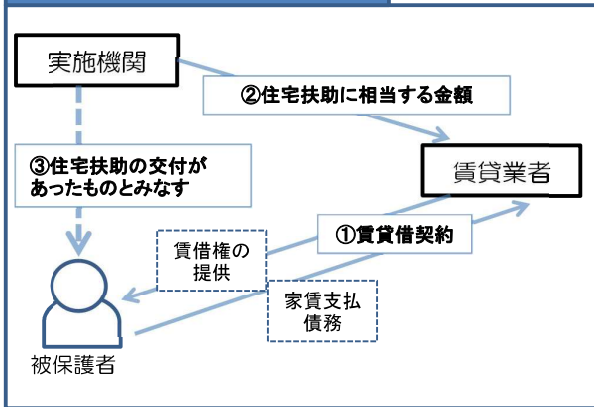 実施機関
②住宅扶助に相当する金額
③住宅扶助の交付が
あったものとみなす
賃貸業者
①賃貸借契約
賃借権の
提供
家賃支払
債務
被保護者